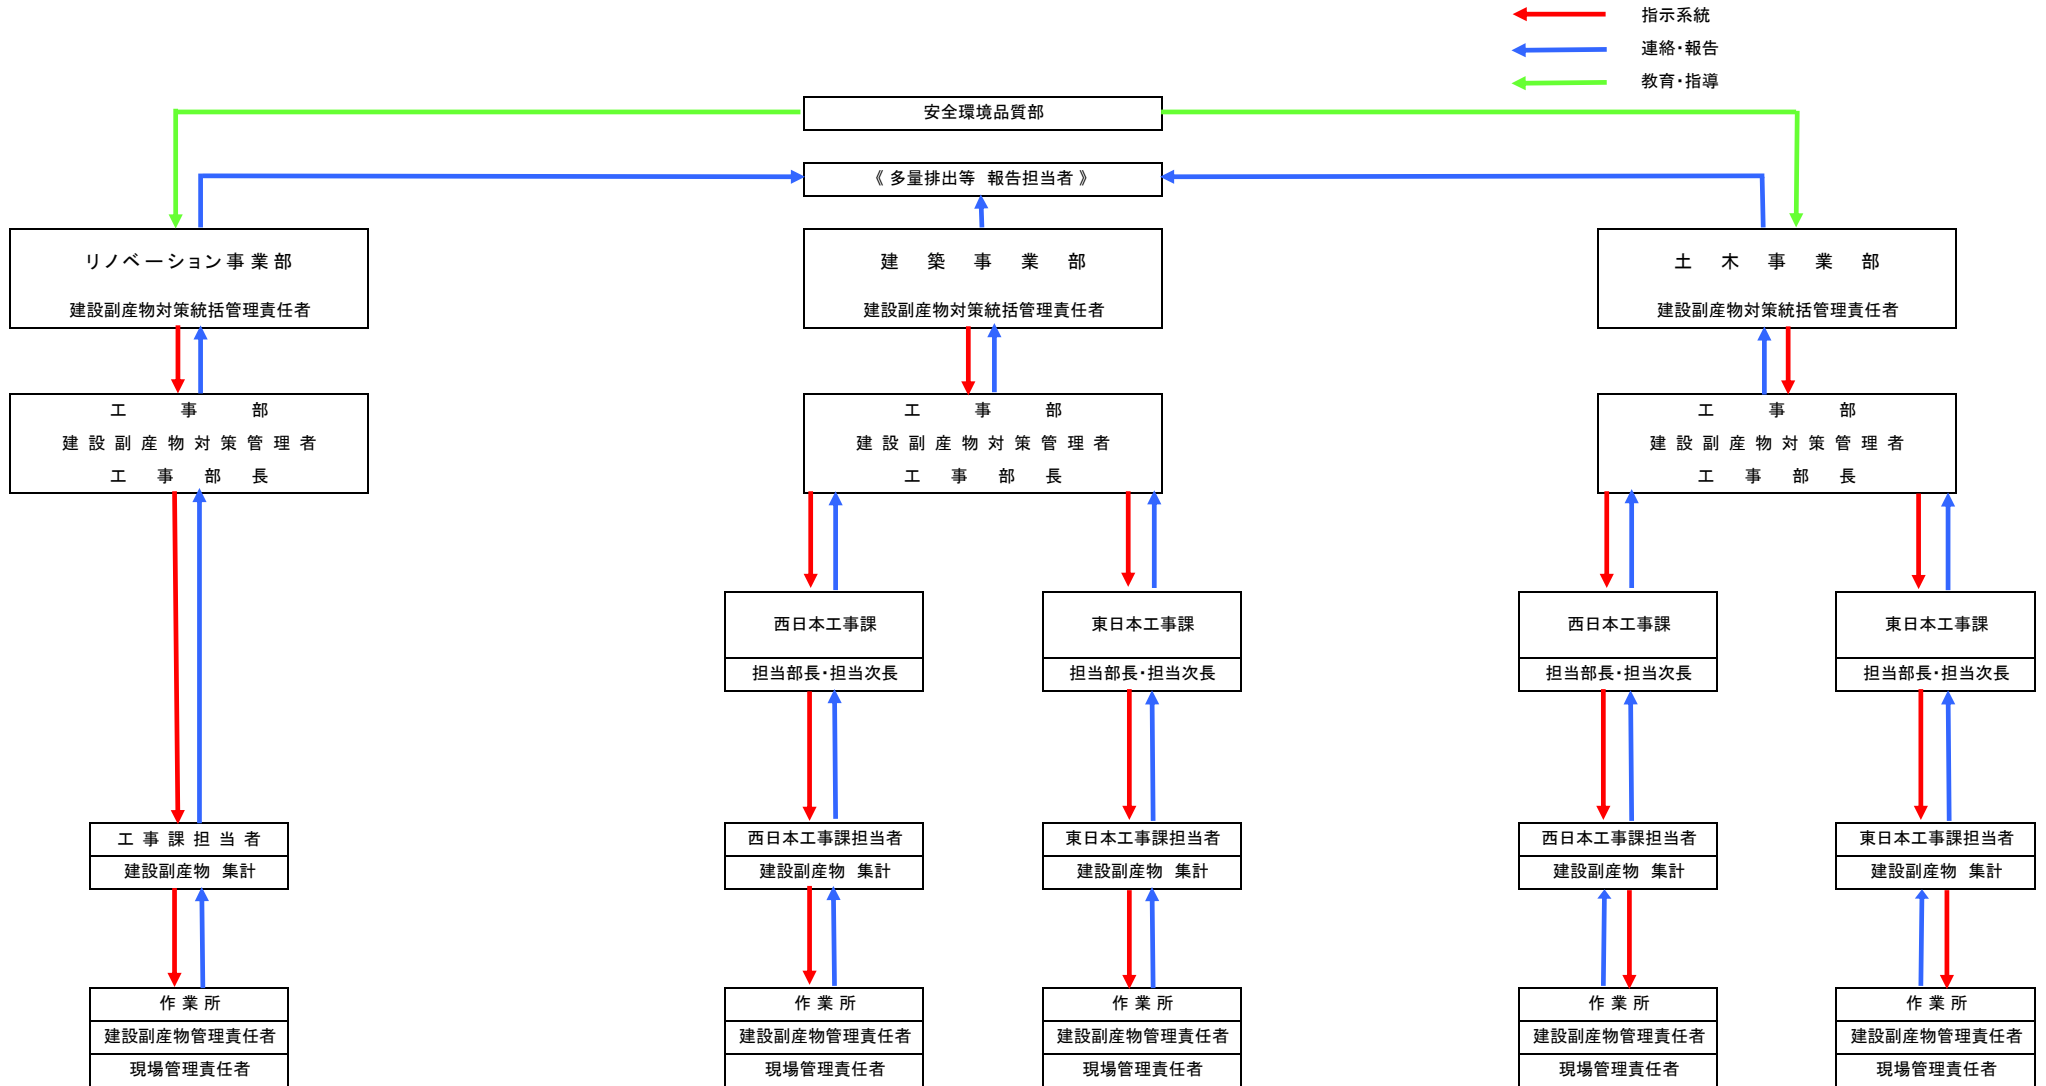 指示系統
連絡・報告
教育・指導
安全環境品質部
《 多量排出等 報告担当者 》
リノベーション事業部
建設副産物対策統括管理責任者
建築事業部
建設副産物対策統括管理責任者
土木事業部
建設副産物対策統括管理責任者
工事部
建設副産物対策管理者
工事部長
工事部
建設副産物対策管理者
工事部長
工事部
建設副産物対策管理者
工事部長
西日本工事課
担当部長・担当次長
東日本工事課
担当部長・担当次長
西日本工事課
担当部長・担当次長
東日本工事課
担当部長・担当次長
工事課担当者
建設副産物 集計
西日本工事課担当者
建設副産物 集計
東日本工事課担当者
建設副産物 集計
西日本工事課担当者
建設副産物 集計
東日本工事課担当者
建設副産物 集計
作業所
建設副産物管理責任者
現場管理責任者
作業所
建設副産物管理責任者
現場管理責任者
作業所
建設副産物管理責任者
現場管理責任者
作業所
建設副産物管理責任者
現場管理責任者
作業所
建設副産物管理責任者
現場管理責任者